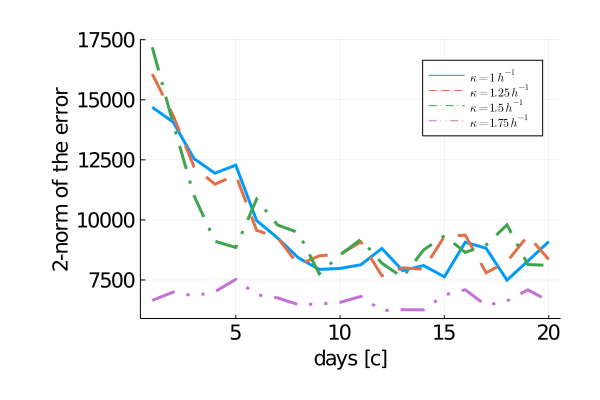 17500
15000
12500
10000
7500
2-norm of the error
κ = 1 h⁻¹
κ = 1.25 h⁻¹
κ = 1.5 h⁻¹
κ = 1.75 h⁻¹
5 10 15 20
days [c]